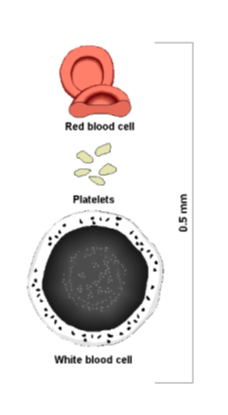 Red blood cell
Platelets
0.5 mm
White blood cell